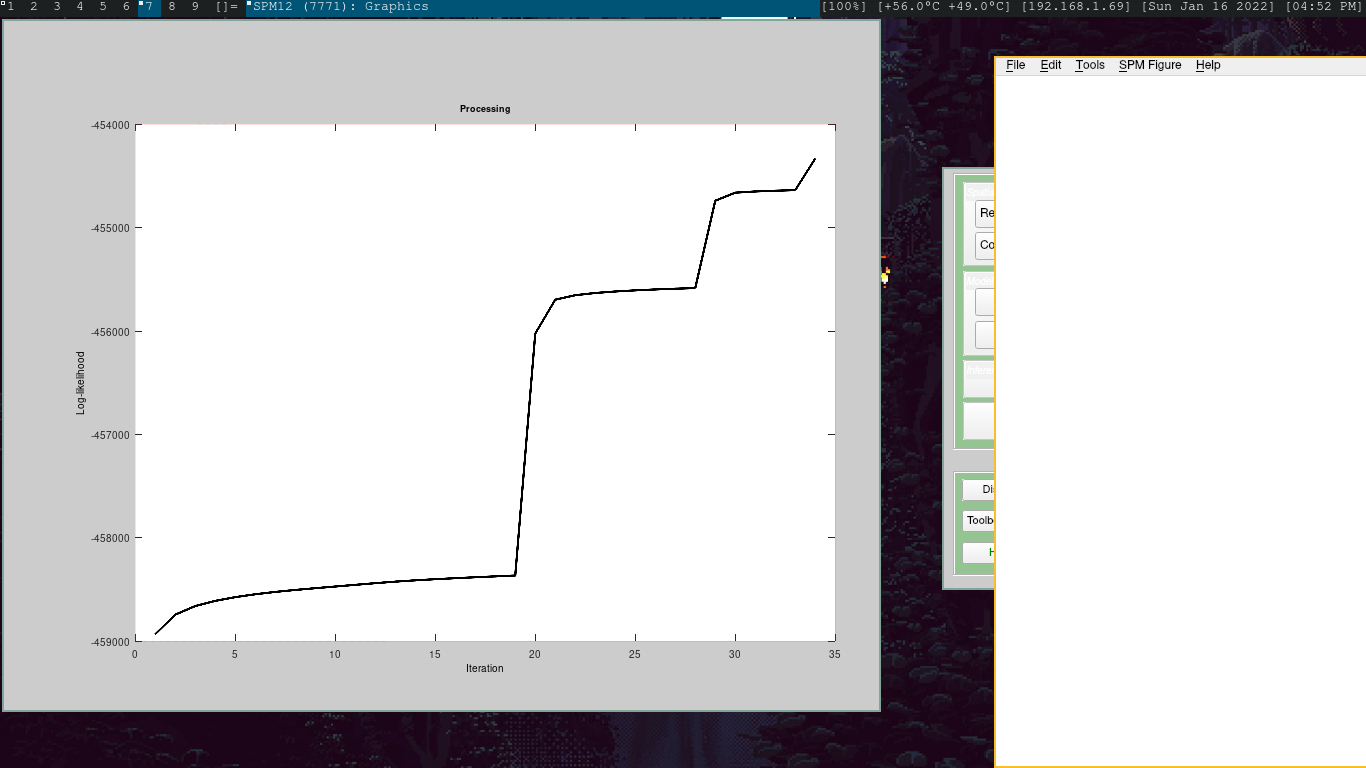 1 2 3 4 5 6 7 8 9 []= SPM12 (7771): Graphics [100%] [+56.0°C +49.0°C] [192.168.1.69] [Sun Jan 16 2022] [04:52 PM]
File Edit Tools SPM Figure Help
Processing
-454000
-455000
-456000
-457000
-458000
-459000
Log-likelihood
0 5 10 15 20 25 30 35
Iteration
Re
Co
Toolb